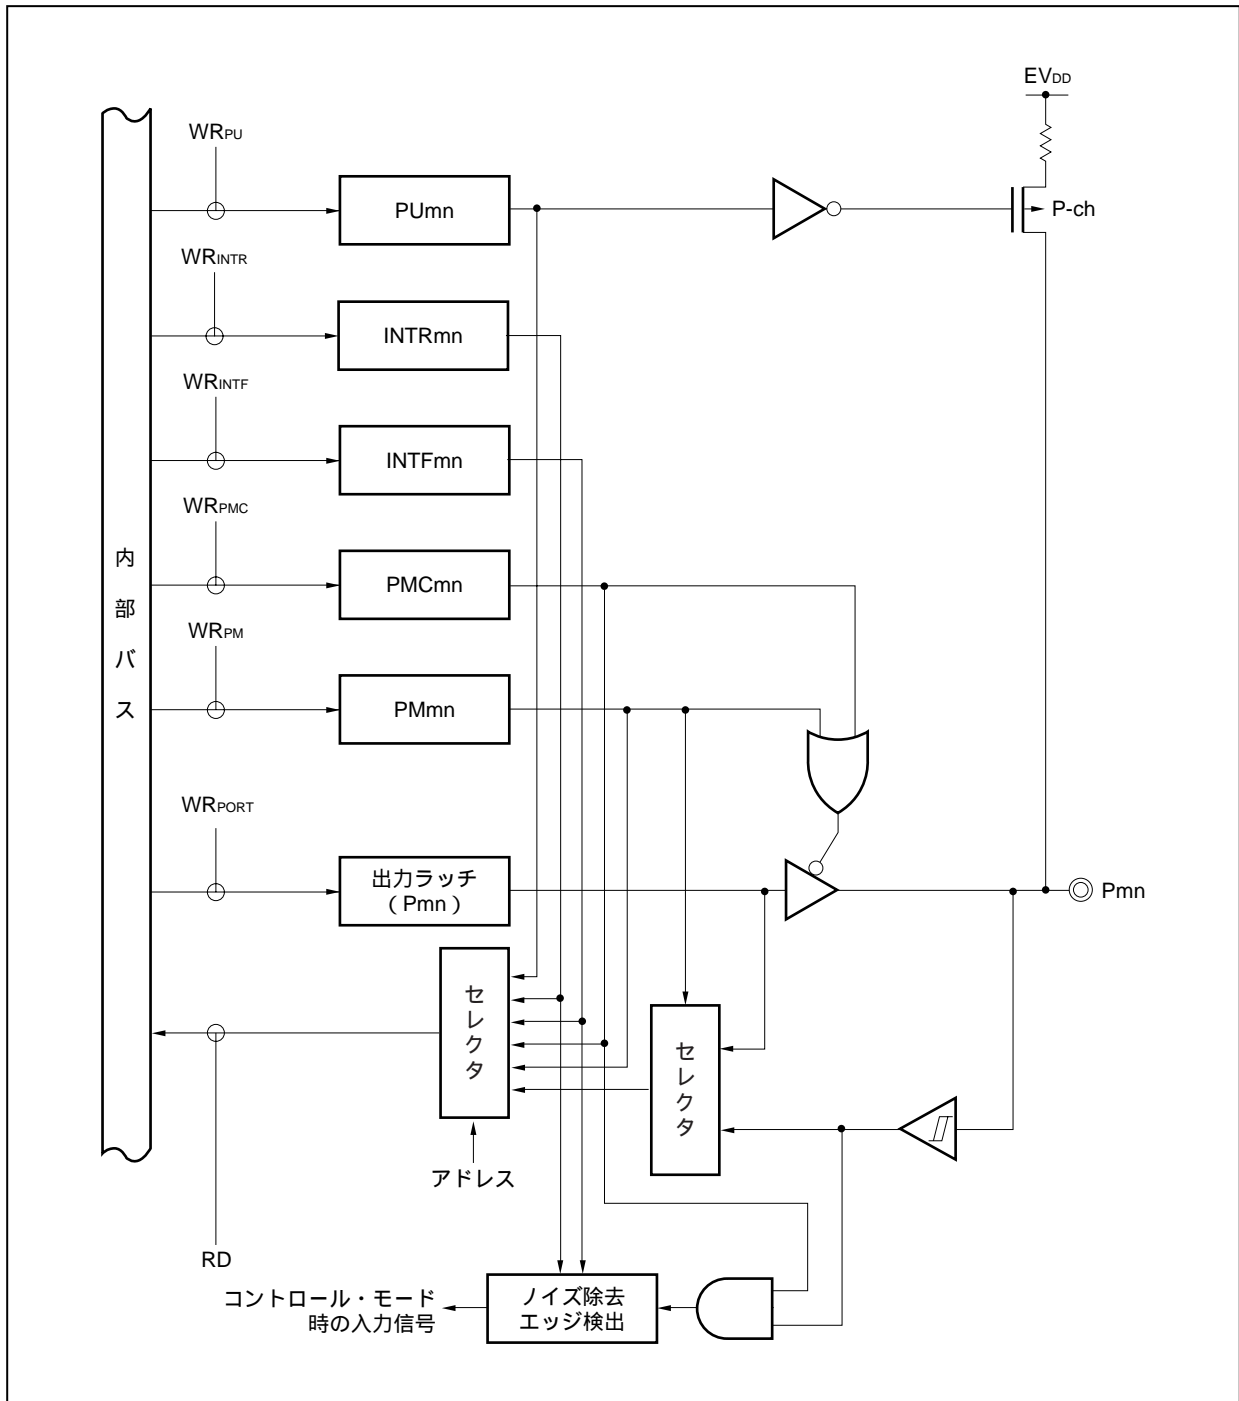 EVDD
WRPU
PUmn
P-ch
WRINTR
INTRmn
WRINTF
INTFmn
WRPMC
PMCmn
内部バス
WRPM
PMmn
WRPORT
出力ラッチ
(Pmn)
Pmn
セレクタ
セレクタ
アドレス
RD
コントロール・モード
時の入力信号
ノイズ除去
エッジ検出